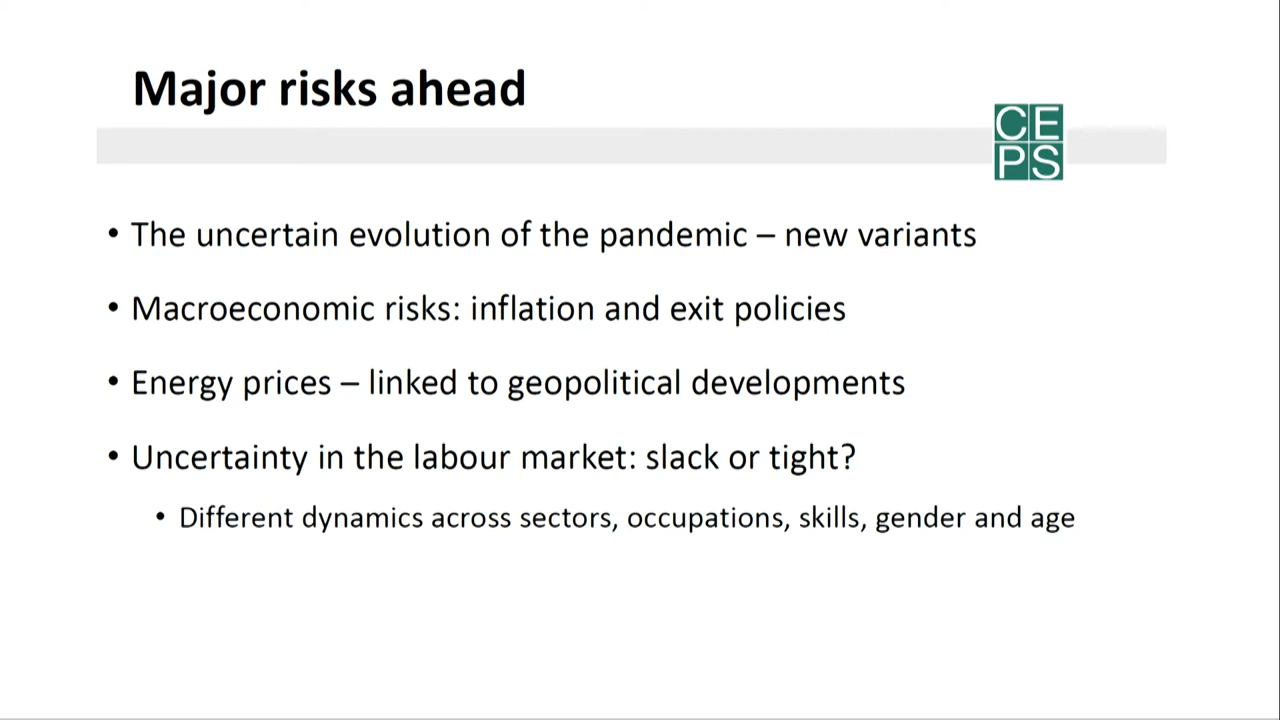 Major risks ahead
CE
PS
• The uncertain evolution of the pandemic – new variants
• Macroeconomic risks: inflation and exit policies
• Energy prices – linked to geopolitical developments
• Uncertainty in the labour market: slack or tight?
• Different dynamics across sectors, occupations, skills, gender and age